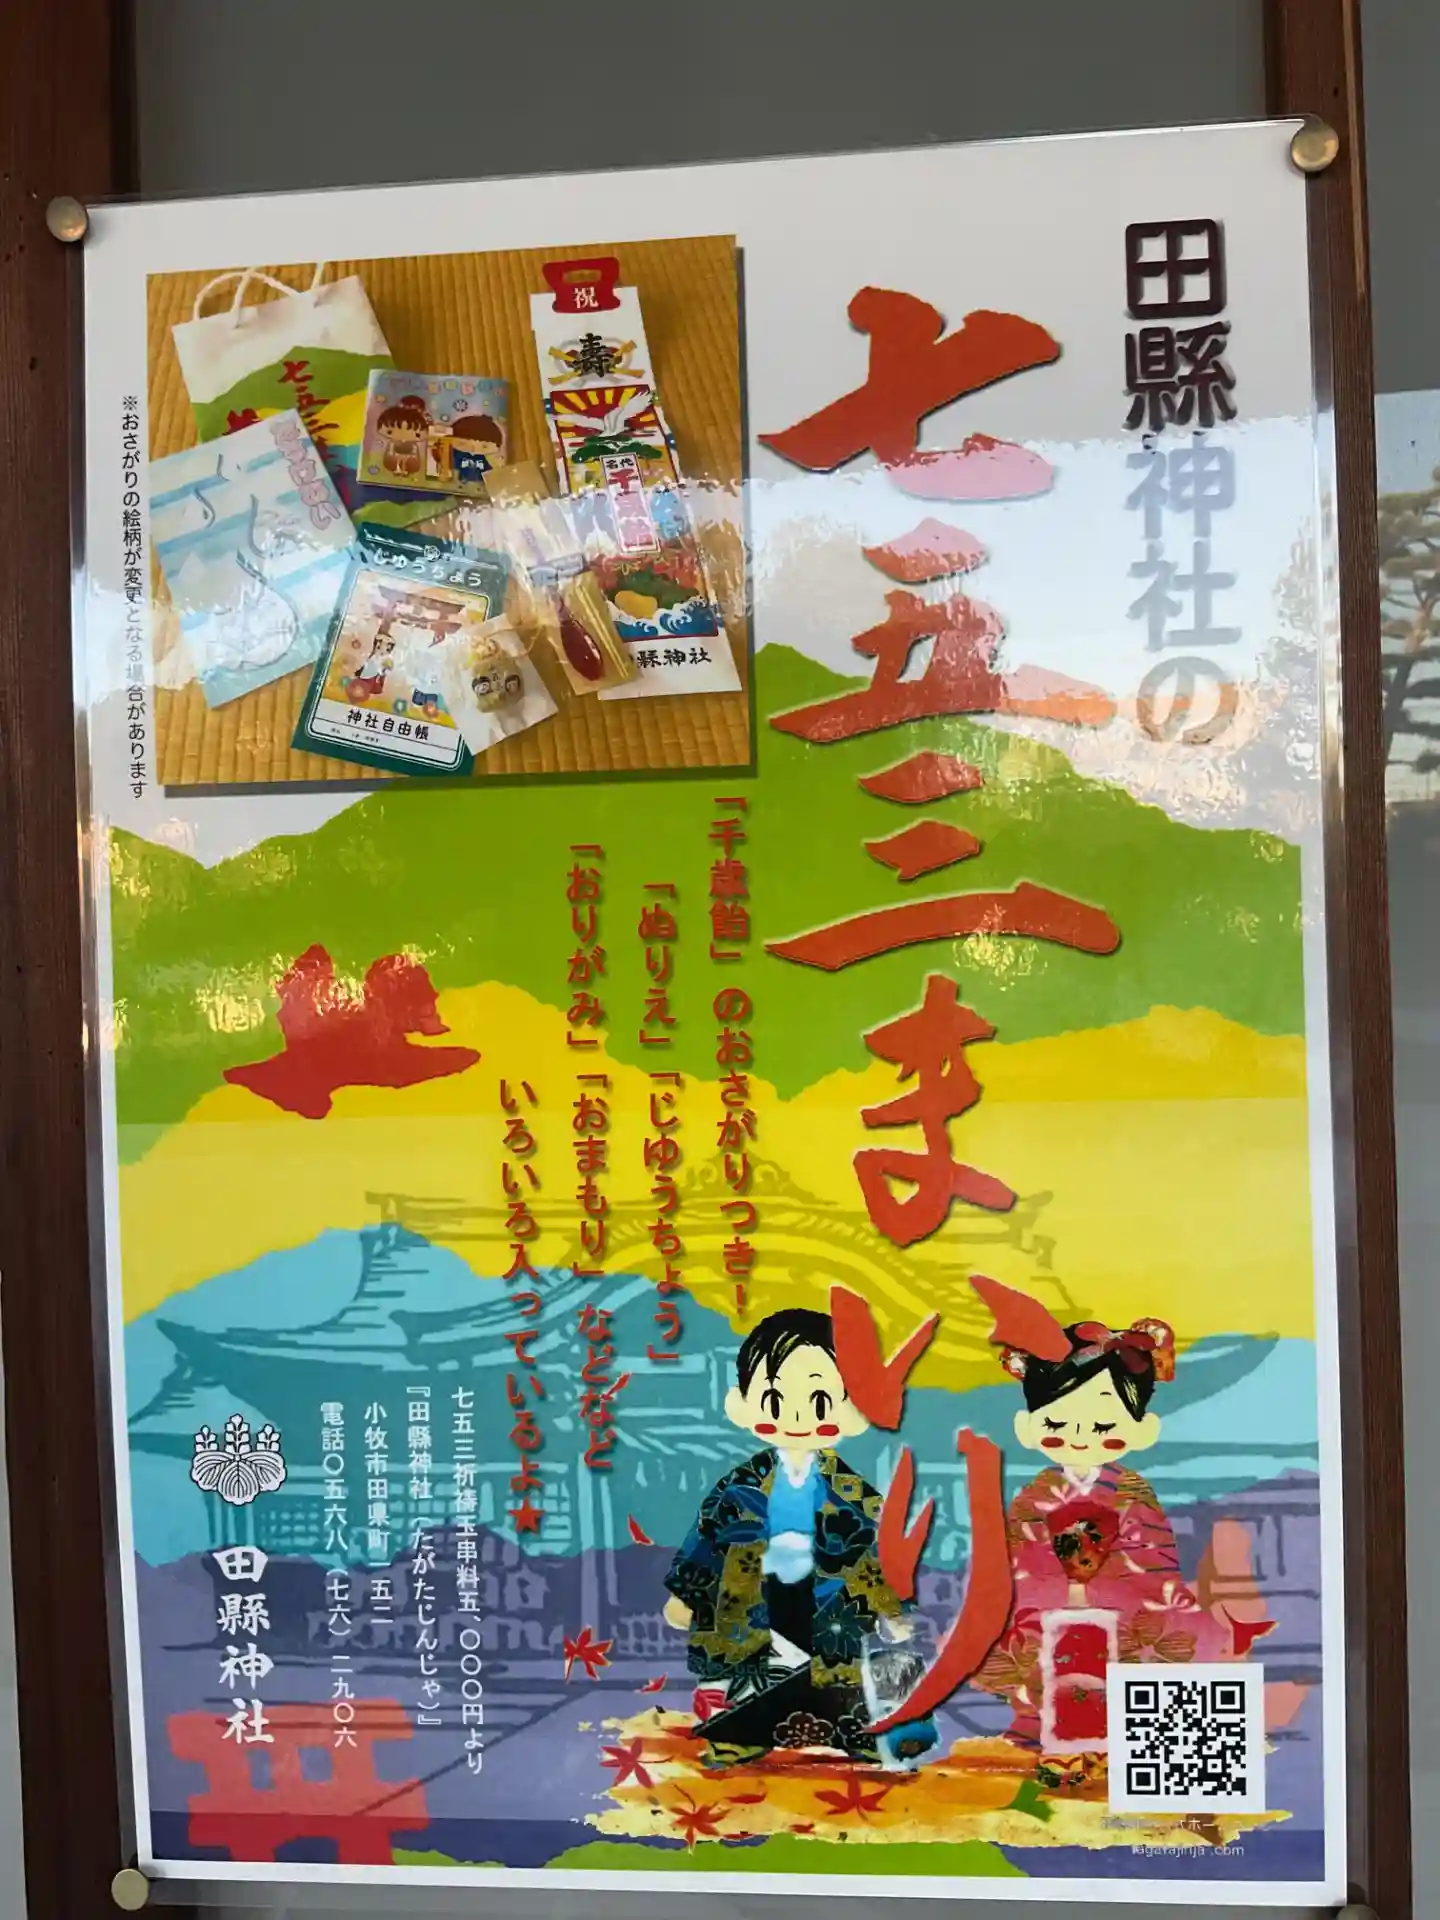 田縣神社の
七五三まいり
「千歳飴」のおさがりつき!
「ぬりえ」「じゆうちょう」
「おりがみ」「おまもり」などなど
いろいろ入っているよ★
七五三祈祷玉串料五、〇〇〇円より
『田縣神社(たがたじんじゃ)』
小牧市田県町一五二
電話〇五六八(七六)二九〇六
田縣神社
※おさがりの絵柄が変更となる場合があります
祝
寿
七五三
名代
千歳飴
田縣神社
じゆうちょう
神社自由帳